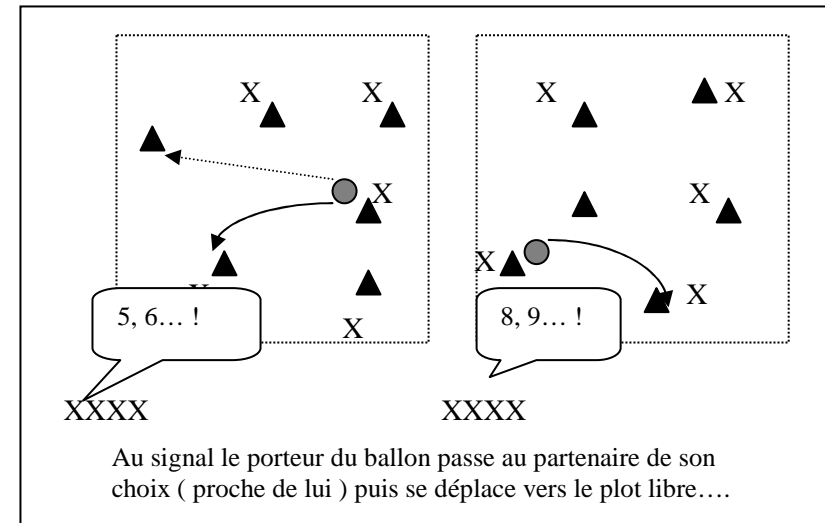 X X X X
X X
X X
X
5, 6… ! 8, 9… !
X
XXXX XXXX
Au signal le porteur du ballon passe au partenaire de son
choix ( proche de lui ) puis se déplace vers le plot libre….